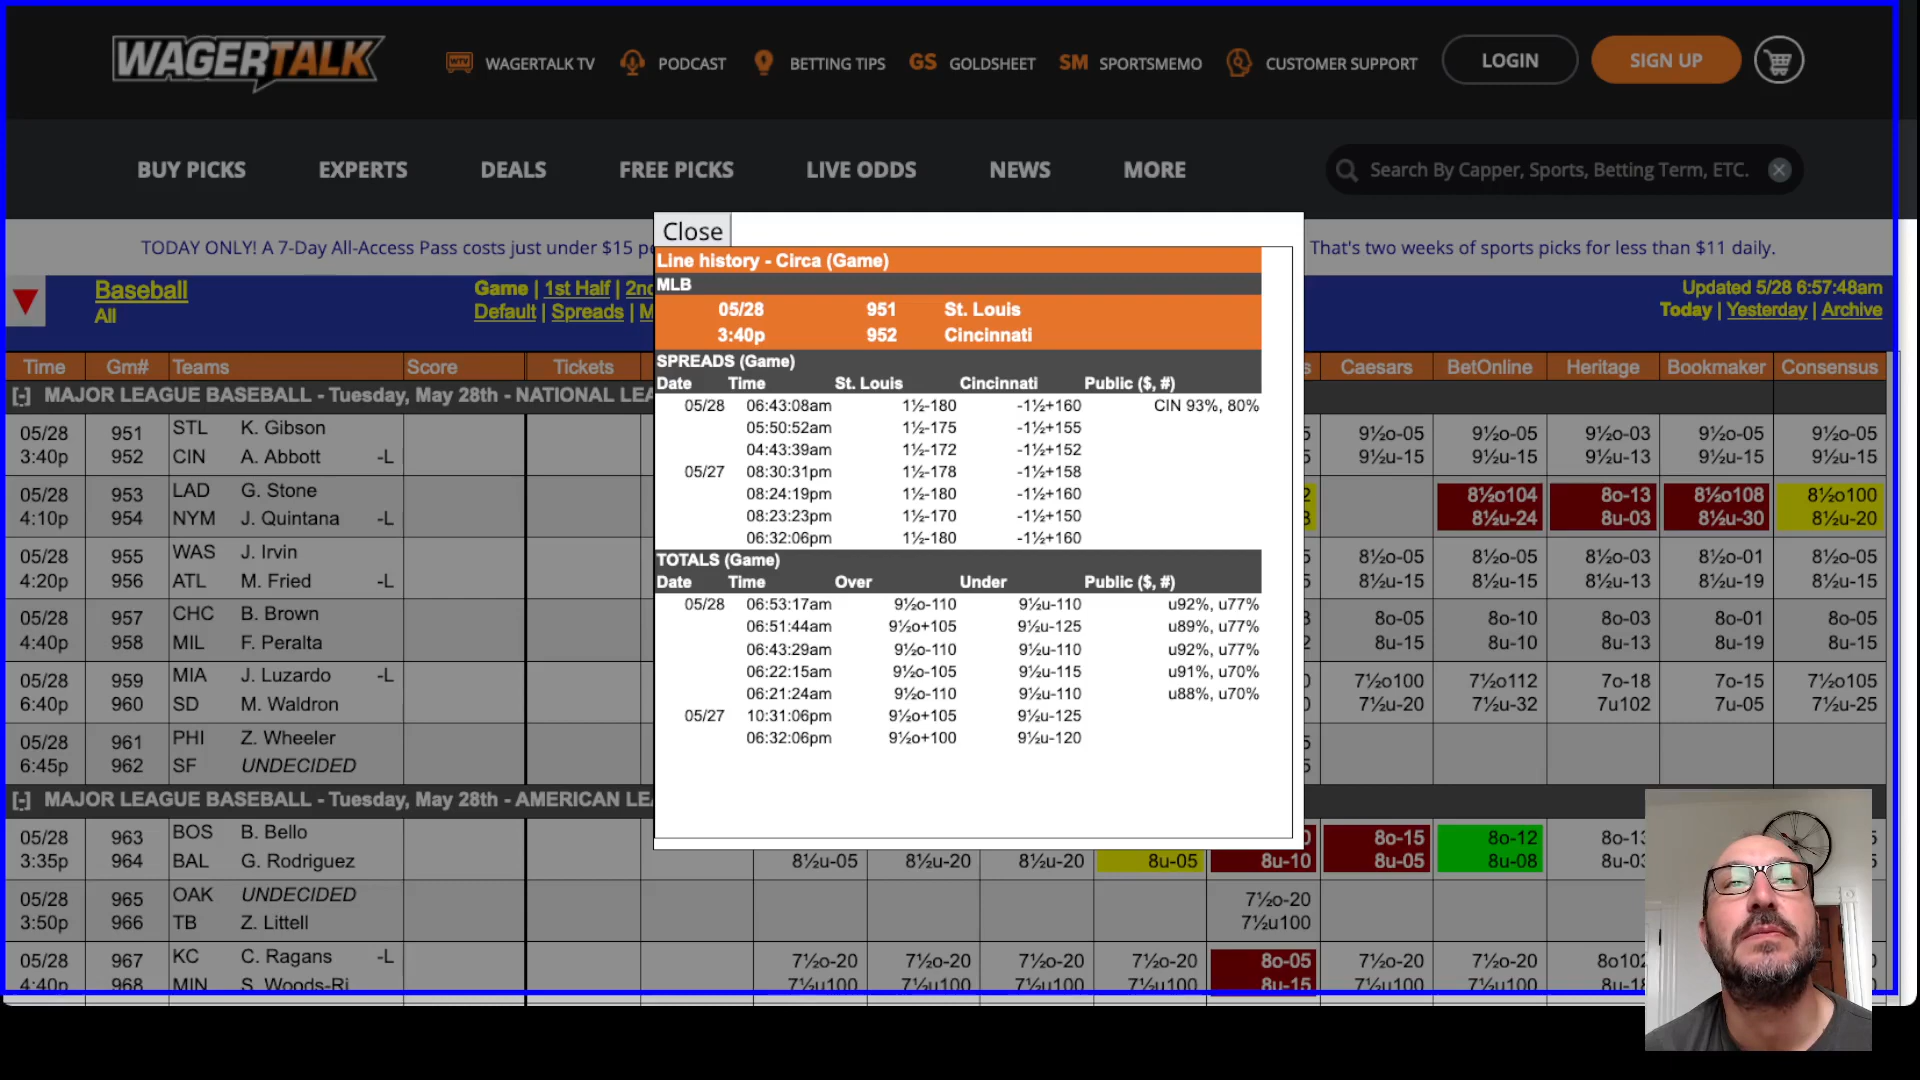 WAGERTALK
WTV WAGERTALK TV PODCAST BETTING TIPS GS GOLDSHEET SM SPORTSMEMO CUSTOMER SUPPORT LOGIN SIGN UP
BUY PICKS EXPERTS DEALS FREE PICKS LIVE ODDS NEWS MORE Search By Capper, Sports, Betting Term, ETC.
TODAY ONLY! A 7-Day All-Access Pass costs just under $15 That's two weeks of sports picks for less than $11 daily.
Baseball
All
Game | 1st Half |
Default | Spreads |
Updated 5/28 6:57:48am
Today | Yesterday | Archive
Close
Line history - Circa (Game)
MLB
05/28 951 St. Louis
3:40p 952 Cincinnati
SPREADS (Game)
Date Time St. Louis Cincinnati Public ($, #)
05/28 06:43:08am 1½-180 -1½+160 CIN 93%, 80%
05:50:52am 1½-175 -1½+155
04:43:39am 1½-172 -1½+152
05/27 08:30:31pm 1½-178 -1½+158
08:24:19pm 1½-180 -1½+160
08:23:23pm 1½-170 -1½+150
06:32:06pm 1½-180 -1½+160
TOTALS (Game)
Date Time Over Under Public ($, #)
05/28 06:53:17am 9½o-110 9½u-110 u92%, u77%
06:51:44am 9½o+105 9½u-125 u89%, u77%
06:43:29am 9½o-110 9½u-110 u92%, u77%
06:22:15am 9½o-105 9½u-115 u91%, u70%
06:21:24am 9½o-110 9½u-110 u88%, u70%
05/27 10:31:06pm 9½o+105 9½u-125
06:32:06pm 9½o+100 9½u-120
Time Gm# Teams Score Tickets Caesars BetOnline Heritage Bookmaker Consensus
[-] MAJOR LEAGUE BASEBALL - Tuesday, May 28th - NATIONAL
05/28 951 STL K. Gibson 9½o-05 9½o-05 9½o-03 9½o-05 9½o-05
3:40p 952 CIN A. Abbott -L 9½u-15 9½u-15 9½u-13 9½u-15 9½u-15
05/28 953 LAD G. Stone 8½o104 8o-13 8½o108 8½o100
4:10p 954 NYM J. Quintana -L 8½u-24 8u-03 8½u-30 8½u-20
05/28 955 WAS J. Irvin 8½o-05 8½o-05 8½o-03 8½o-01 8½o-05
4:20p 956 ATL M. Fried -L 8½u-15 8½u-15 8½u-13 8½u-19 8½u-15
05/28 957 CHC B. Brown 8o-05 8o-10 8o-03 8o-01 8o-05
4:40p 958 MIL F. Peralta 8u-15 8u-10 8u-13 8u-19 8u-15
05/28 959 MIA J. Luzardo -L 7½o100 7½o112 7o-18 7o-15 7½o105
6:40p 960 SD M. Waldron 7½u-20 7½u-32 7u102 7u-05 7½u-25
05/28 961 PHI Z. Wheeler
6:45p 962 SF UNDECIDED
[-] MAJOR LEAGUE BASEBALL - Tuesday, May 28th - AMERICAN
05/28 963 BOS B. Bello 8o-15 8o-12
3:35p 964 BAL G. Rodriguez 8½u-05 8½u-20 8½u-20 8u-05 8u-10 8u-05 8u-08
05/28 965 OAK UNDECIDED 7½o-20
3:50p 966 TB Z. Littell 7½u100
05/28 967 KC C. Ragans -L 7½o-20 7½o-20 7½o-20 7½o-20 8o-05 7½o-20 7½o-20 8o102
4:40p 968 MIN S. Woods-Ri 7½u100 7½u100 7½u100 7½u100 8u-15 7½u100 7½u100